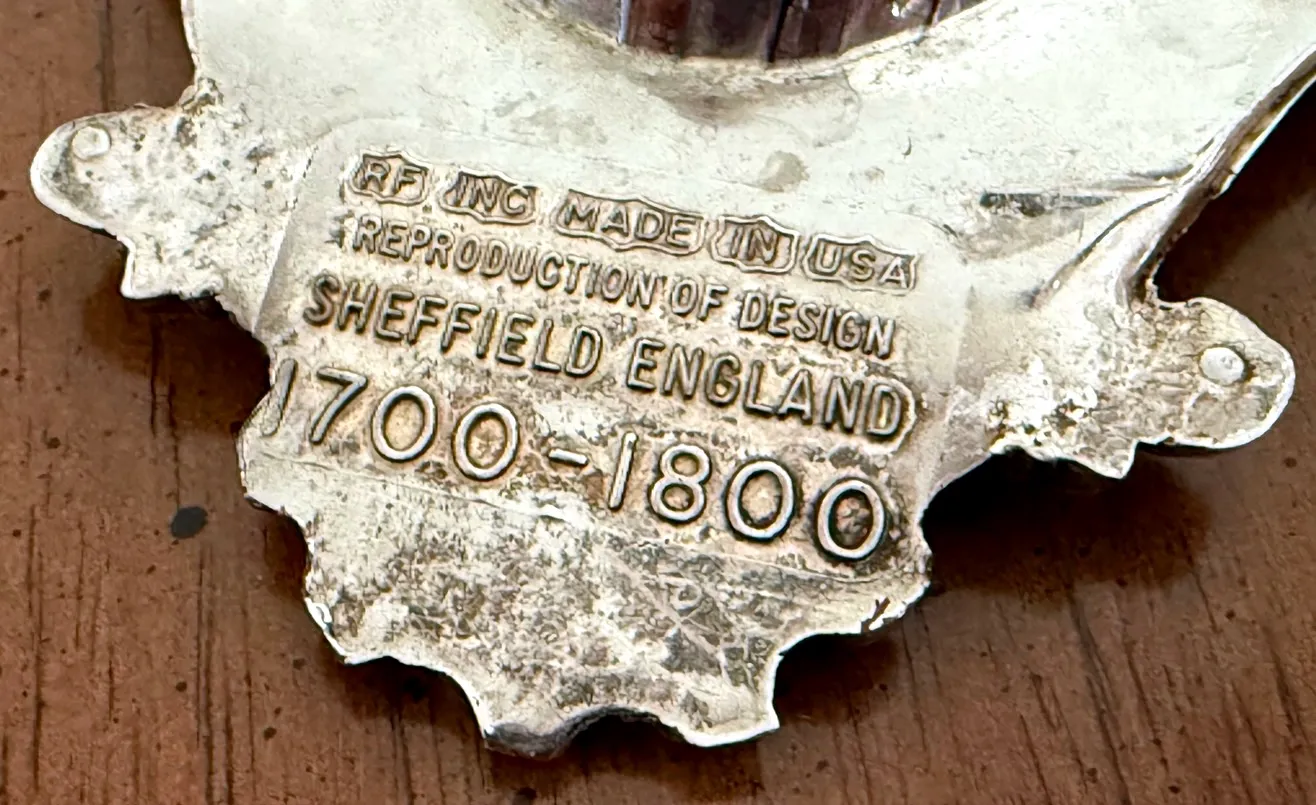 RF INC MADE IN USA
REPRODUCTION OF DESIGN
SHEFFIELD ENGLAND
1700-1800